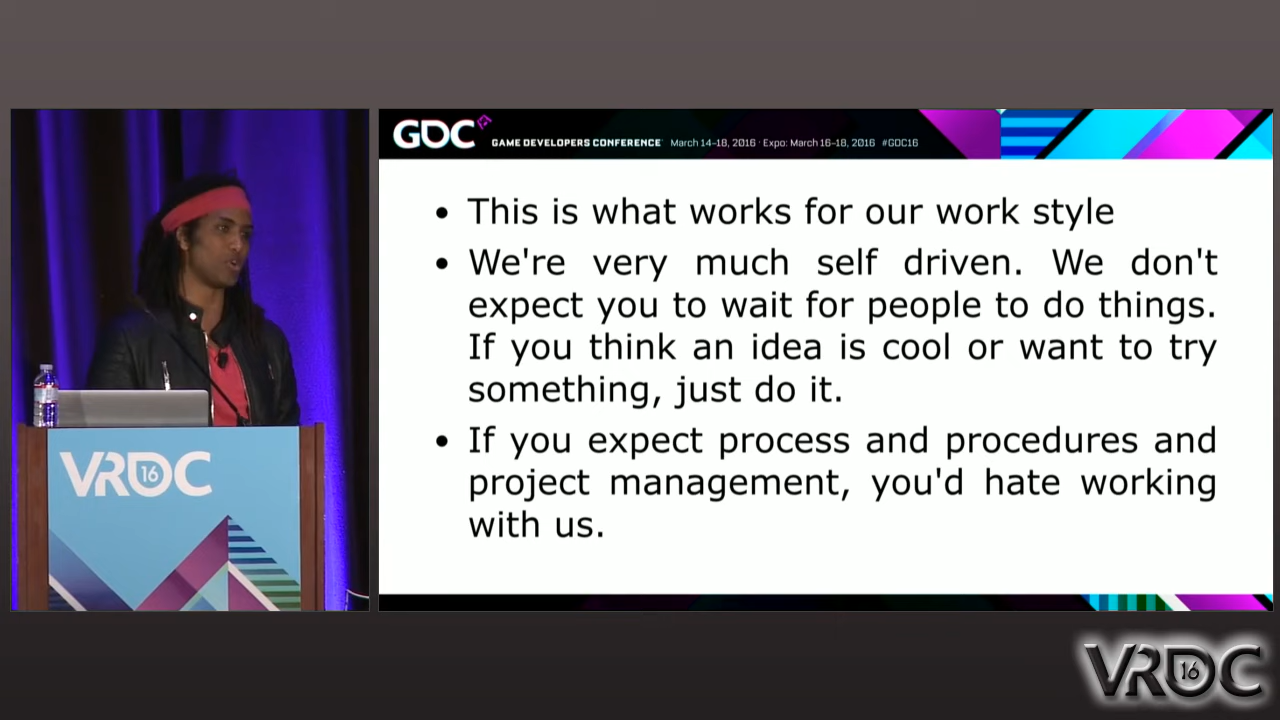 GDC
GAME DEVELOPERS CONFERENCE March 14-18, 2016 · Expo: March 16-18, 2016 #GDC16
• This is what works for our work style
• We're very much self driven. We don't
expect you to wait for people to do things.
If you think an idea is cool or want to try
something, just do it.
• If you expect process and procedures and
project management, you'd hate working
with us.
VRDC 16
VRDC 16